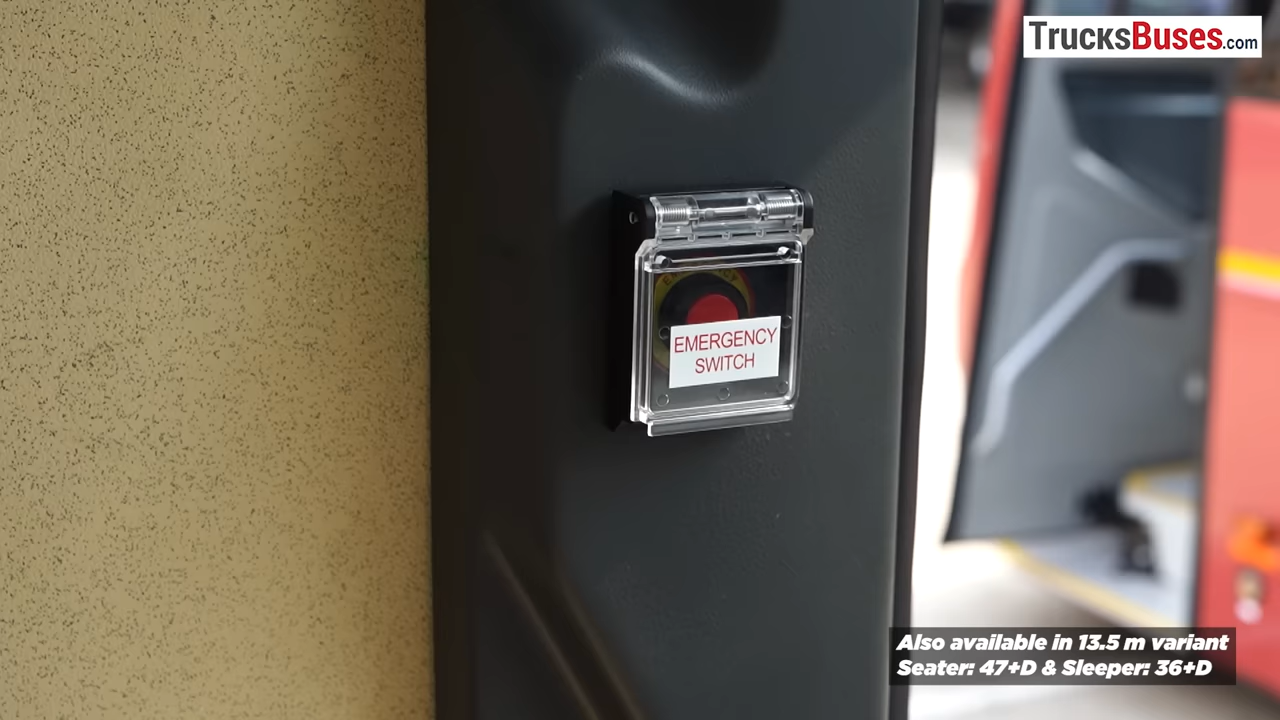 TrucksBuses.com
EMERGENCY
SWITCH
Also available in 13.5 m variant
Seater: 47+D & Sleeper: 36+D